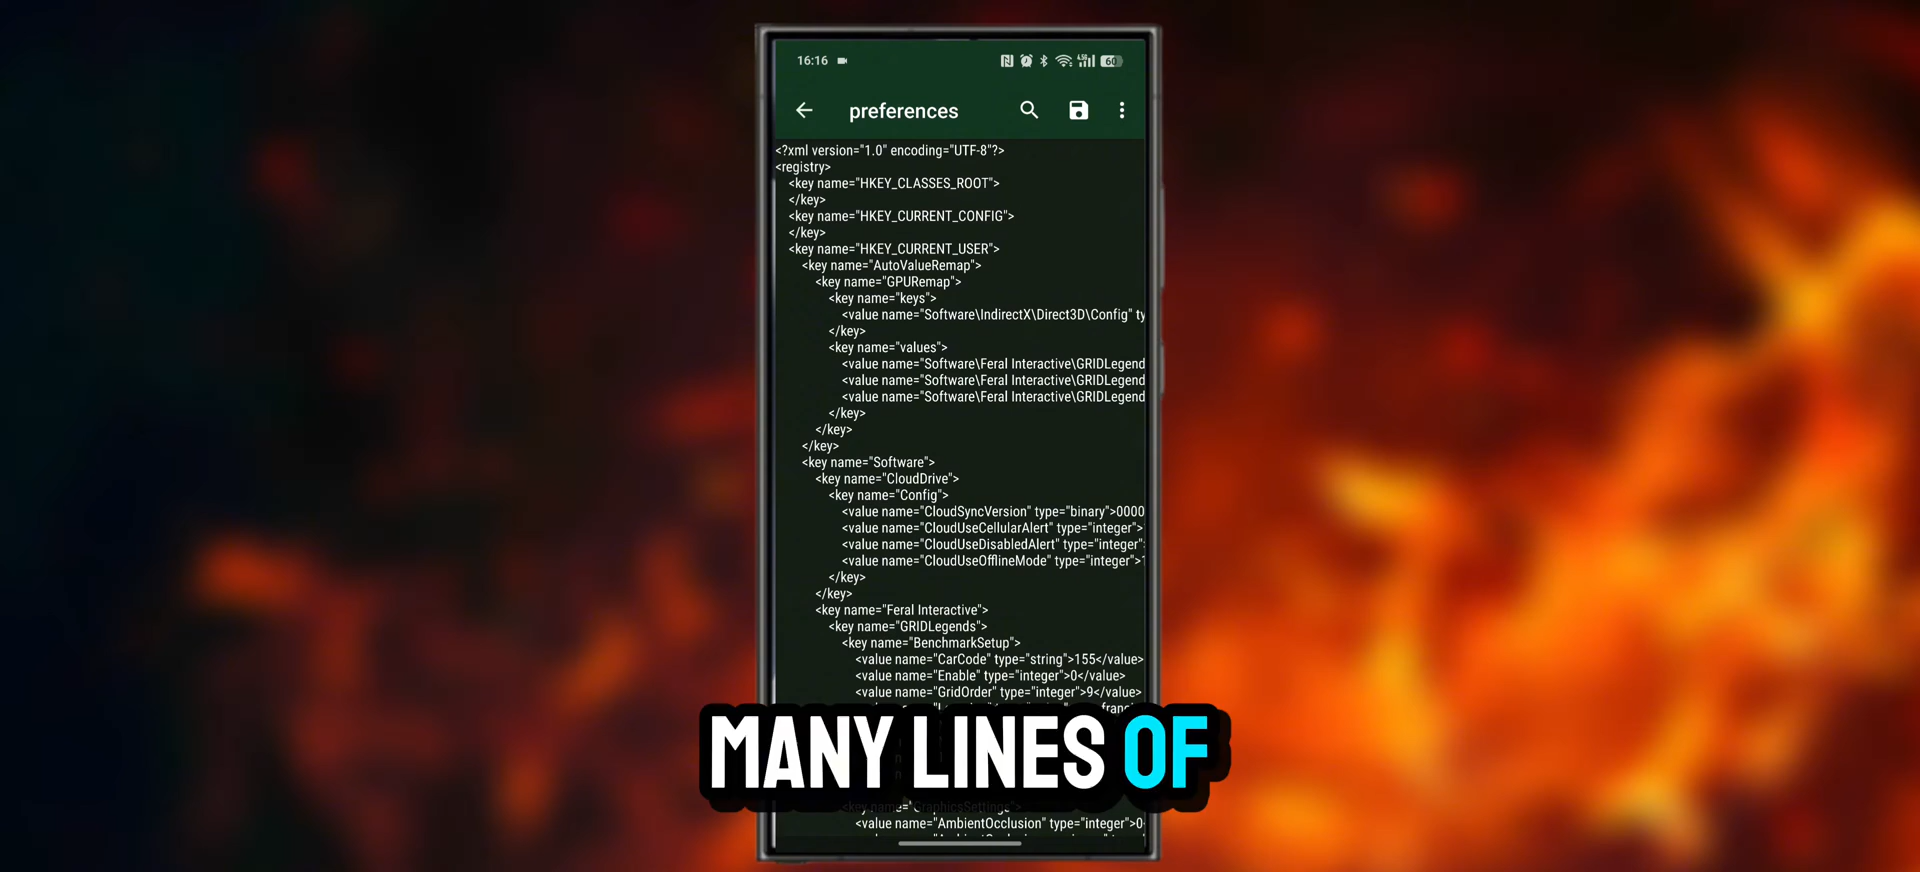 16:16
60
preferences
<?xml version="1.0" encoding="UTF-8"?>
<registry>
<key name="HKEY_CLASSES_ROOT">
</key>
<key name="HKEY_CURRENT_CONFIG">
</key>
<key name="HKEY_CURRENT_USER">
<key name="AutoValueRemap">
<key name="GPURemap">
<key name="keys">
<value name="Software\IndirectX\Direct3D\Config" ty
</key>
<key name="values">
<value name="Software\Feral Interactive\GRIDLegend
<value name="Software\Feral Interactive\GRIDLegend
<value name="Software\Feral Interactive\GRIDLegend
</key>
</key>
</key>
<key name="Software">
<key name="CloudDrive">
<key name="Config">
<value name="CloudSyncVersion" type="binary">0000
<value name="CloudUseCellularAlert" type="integer">
<value name="CloudUseDisabledAlert" type="integer"
<value name="CloudUseOfflineMode" type="integer">1
</key>
</key>
<key name="Feral Interactive">
<key name="GRIDLegends">
<key name="BenchmarkSetup">
<value name="CarCode" type="string">155</value>
<value name="Enable" type="integer">0</value>
<value name="GridOrder" type="integer">9</value>
MANY LINES OF
<key name="GraphicsSettings">
<value name="AmbientOcclusion" type="integer">0